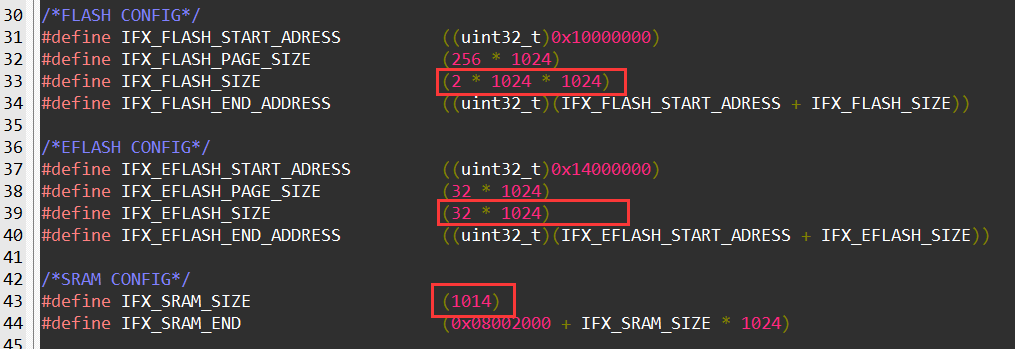 30 /*FLASH CONFIG*/
31 #define IFX_FLASH_START_ADRESS ((uint32_t)0x10000000)
32 #define IFX_FLASH_PAGE_SIZE (256 * 1024)
33 #define IFX_FLASH_SIZE (2 * 1024 * 1024)
34 #define IFX_FLASH_END_ADDRESS ((uint32_t)(IFX_FLASH_START_ADRESS + IFX_FLASH_SIZE))
35
36 /*EFLASH CONFIG*/
37 #define IFX_EFLASH_START_ADRESS ((uint32_t)0x14000000)
38 #define IFX_EFLASH_PAGE_SIZE (32 * 1024)
39 #define IFX_EFLASH_SIZE (32 * 1024)
40 #define IFX_EFLASH_END_ADDRESS ((uint32_t)(IFX_EFLASH_START_ADRESS + IFX_EFLASH_SIZE))
41
42 /*SRAM CONFIG*/
43 #define IFX_SRAM_SIZE (1014)
44 #define IFX_SRAM_END (0x08002000 + IFX_SRAM_SIZE * 1024)
45